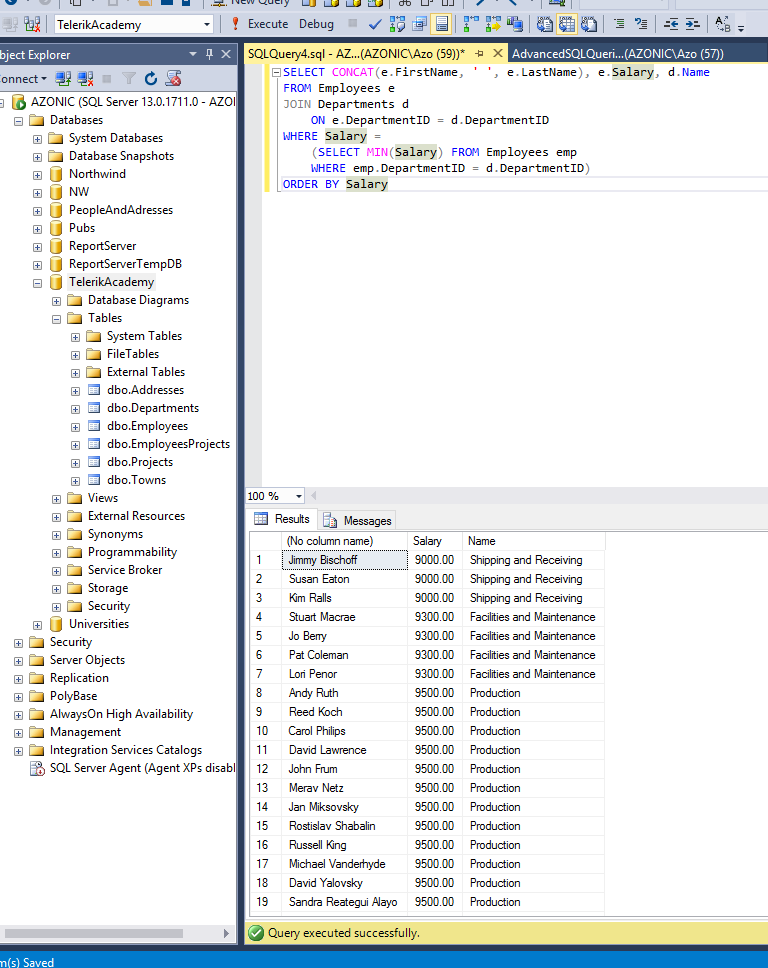 New Query
TelerikAcademy
Execute
Debug
bject Explorer
onnect
AZONIC (SQL Server 13.0.1711.0 - AZOI
Databases
System Databases
Database Snapshots
Northwind
NW
PeopleAndAdresses
Pubs
ReportServer
ReportServerTempDB
TelerikAcademy
Database Diagrams
Tables
System Tables
FileTables
External Tables
dbo.Addresses
dbo.Departments
dbo.Employees
dbo.EmployeesProjects
dbo.Projects
dbo.Towns
Views
External Resources
Synonyms
Programmability
Service Broker
Storage
Security
Universities
Security
Server Objects
Replication
PolyBase
AlwaysOn High Availability
Management
Integration Services Catalogs
SQL Server Agent (Agent XPs disabl
SQLQuery4.sql - AZ...(AZONIC\Azo (59))*
AdvancedSQLQueri...(AZONIC\Azo (57))
SELECT CONCAT(e.FirstName, ' ', e.LastName), e.Salary, d.Name
FROM Employees e
JOIN Departments d
ON e.DepartmentID = d.DepartmentID
WHERE Salary =
(SELECT MIN(Salary) FROM Employees emp
WHERE emp.DepartmentID = d.DepartmentID)
ORDER BY Salary
100 %
Results
Messages
(No column name) Salary Name
1 Jimmy Bischoff 9000.00 Shipping and Receiving
2 Susan Eaton 9000.00 Shipping and Receiving
3 Kim Ralls 9000.00 Shipping and Receiving
4 Stuart Macrae 9300.00 Facilities and Maintenance
5 Jo Berry 9300.00 Facilities and Maintenance
6 Pat Coleman 9300.00 Facilities and Maintenance
7 Lori Penor 9300.00 Facilities and Maintenance
8 Andy Ruth 9500.00 Production
9 Reed Koch 9500.00 Production
10 Carol Philips 9500.00 Production
11 David Lawrence 9500.00 Production
12 John Frum 9500.00 Production
13 Merav Netz 9500.00 Production
14 Jan Miksovsky 9500.00 Production
15 Rostislav Shabalin 9500.00 Production
16 Russell King 9500.00 Production
17 Michael Vanderhyde 9500.00 Production
18 David Yalovsky 9500.00 Production
19 Sandra Reategui Alayo 9500.00 Production
Query executed successfully.
m(s) Saved